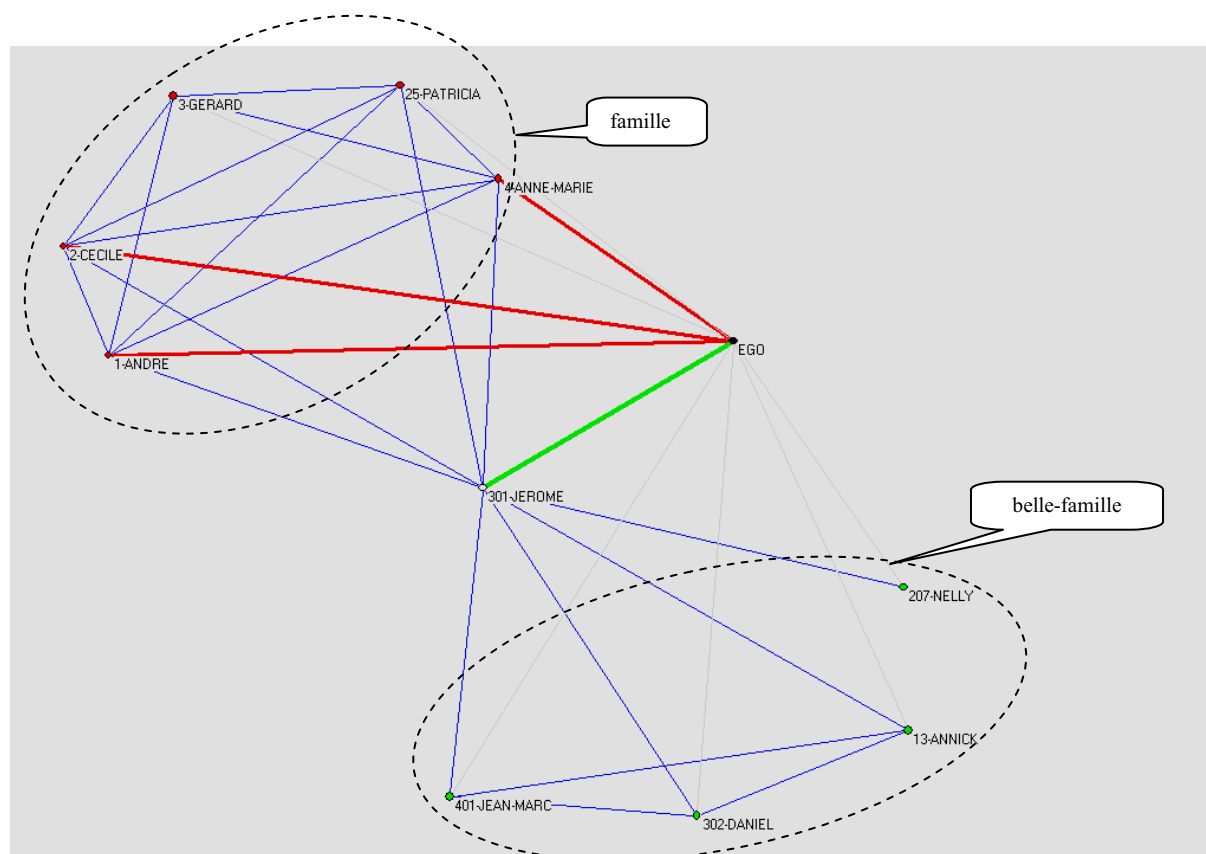 25-PATRICIA
3-GERARD
famille
4-ANNE-MARIE
2-CECILE
EGO
1-ANDRE
301-JEROME
belle-famille
207-NELLY
13-ANNICK
401-JEAN-MARC
302-DANIEL